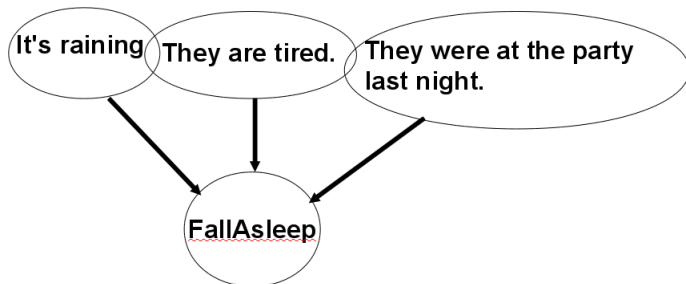 It's raining
They are tired.
They were at the party
last night.
FallAsleep